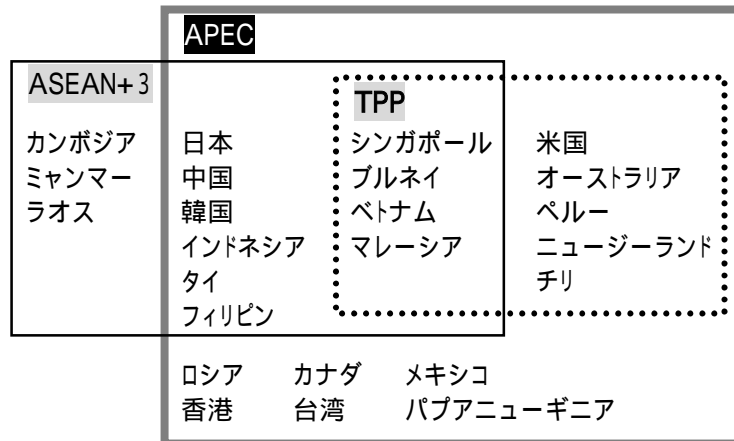 APEC
ASEAN+3
TPP
カンボジア 日本 シンガポール 米国
ミャンマー 中国 ブルネイ オーストラリア
ラオス 韓国 ベトナム ペルー
インドネシア マレーシア ニュージーランド
タイ チリ
フィリピン
ロシア カナダ メキシコ
香港 台湾 パプアニューギニア